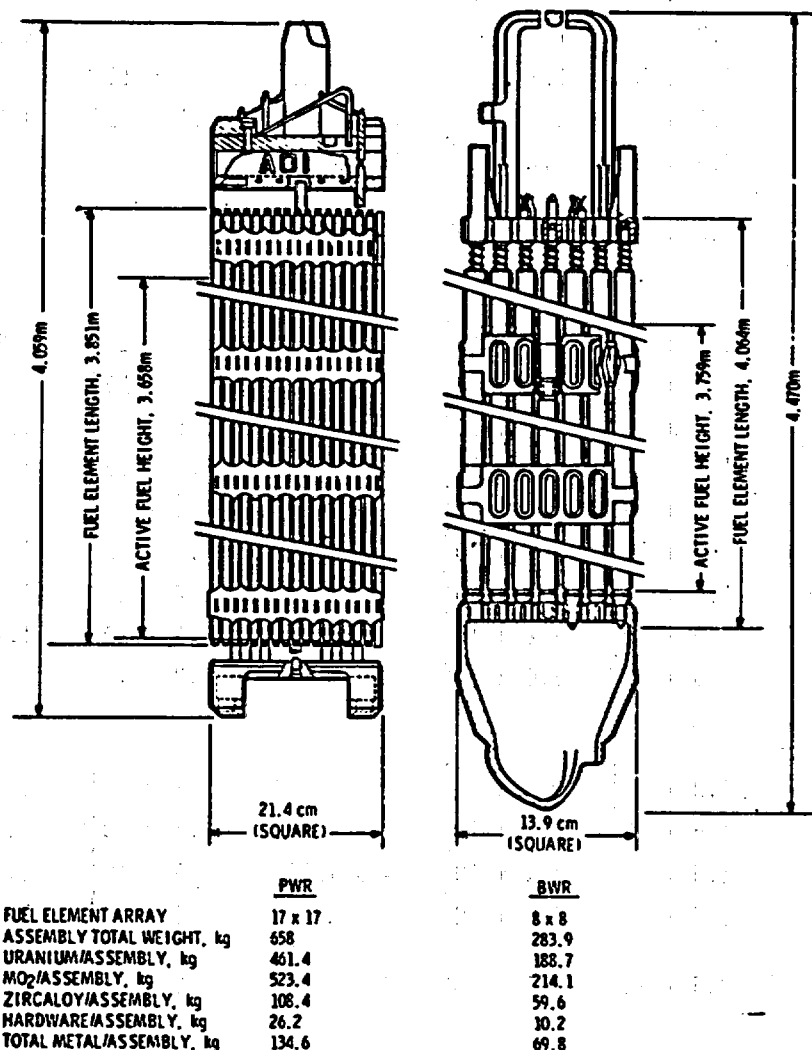 4.059m
FUEL ELEMENT LENGTH, 3.851m
ACTIVE FUEL HEIGHT, 3.658m
ACTIVE FUEL HEIGHT, 3.759m
FUEL ELEMENT LENGTH, 4.064m
4.470m
21.4 cm
(SQUARE)
13.9 cm
(SQUARE)
PWR BWR
FUEL ELEMENT ARRAY 17 x 17 8 x 8
ASSEMBLY TOTAL WEIGHT, kg 658 283.9
URANIUM/ASSEMBLY, kg 461.4 188.7
MO2/ASSEMBLY, kg 523.4 214.1
ZIRCALOY/ASSEMBLY, kg 108.4 59.6
HARDWARE/ASSEMBLY, kg 26.2 10.2
TOTAL METAL/ASSEMBLY, kg 134.6 69.8